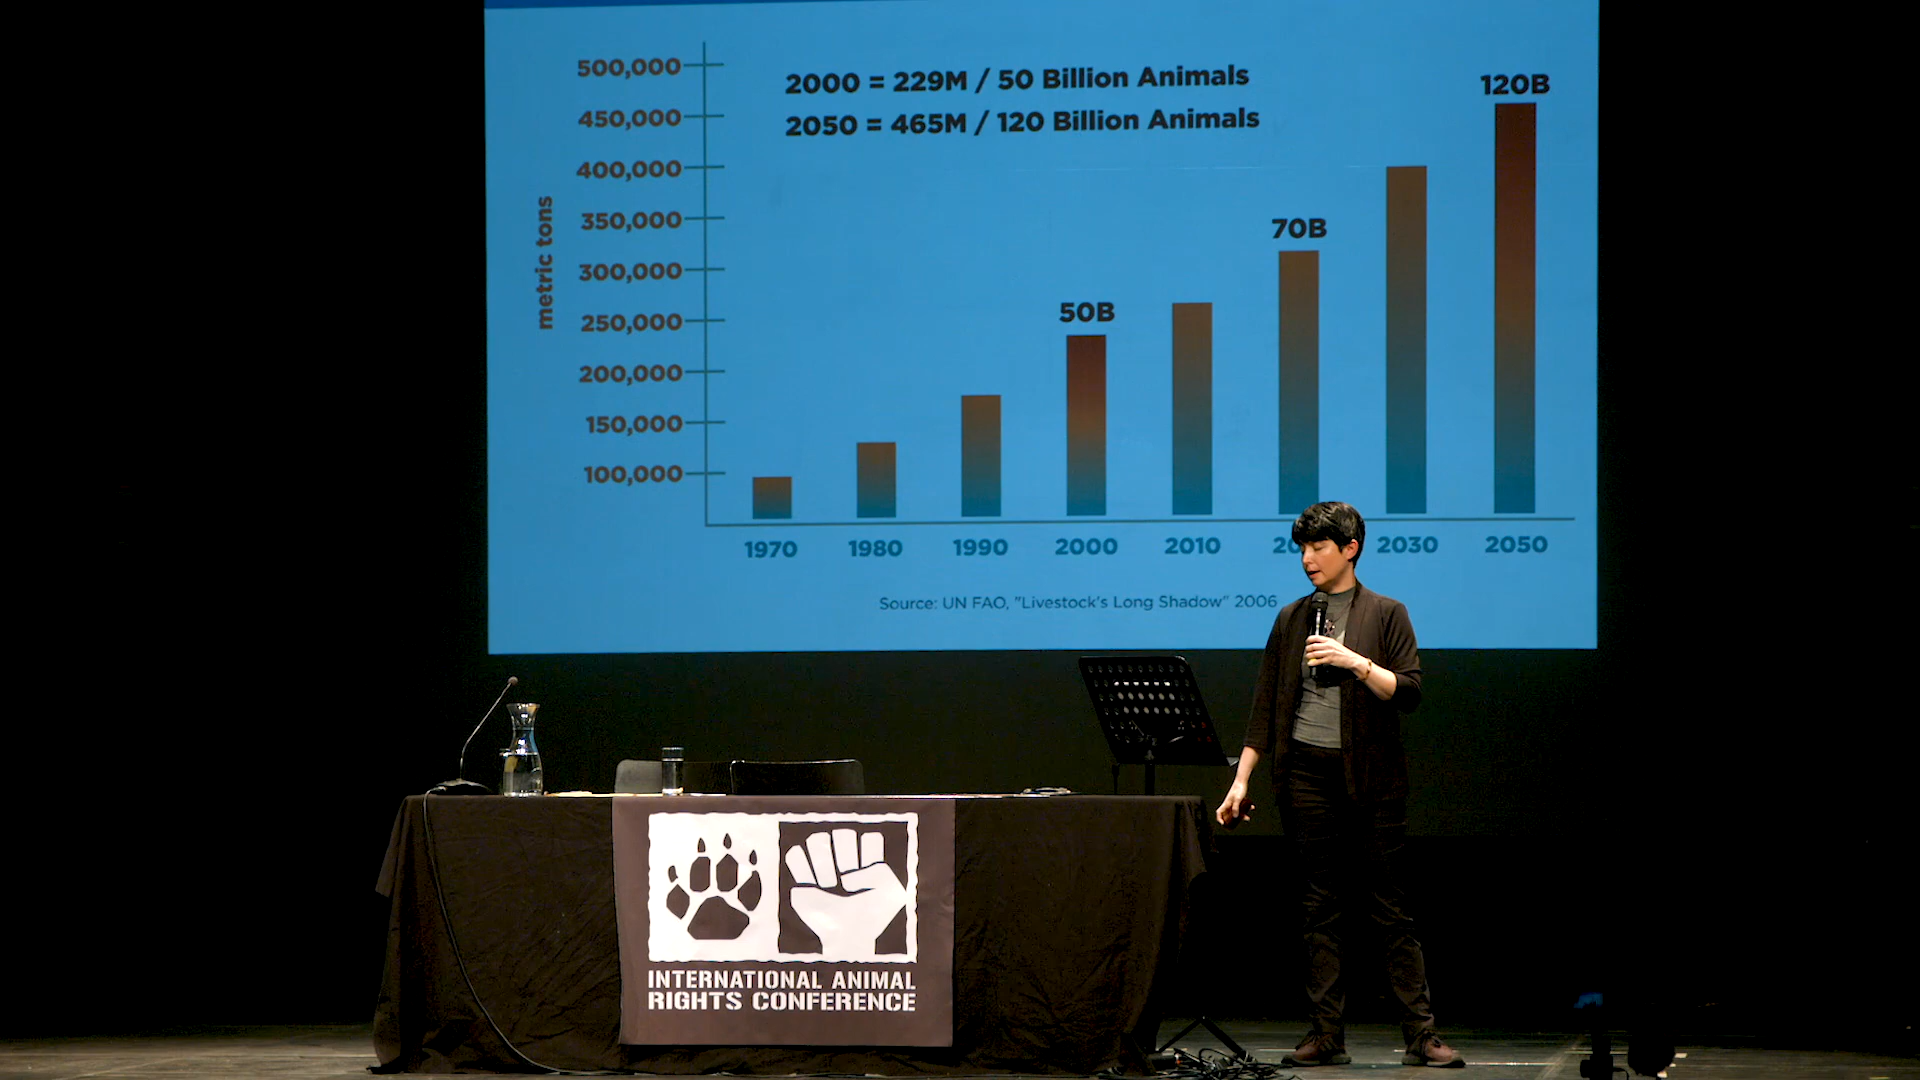 500,000
450,000
400,000
350,000
300,000
250,000
200,000
150,000
100,000
metric tons
2000 = 229M / 50 Billion Animals
2050 = 465M / 120 Billion Animals
50B
70B
120B
1970 1980 1990 2000 2010 2030 2050
Source: UN FAO, "Livestock's Long Shadow" 2006
INTERNATIONAL ANIMAL
RIGHTS CONFERENCE